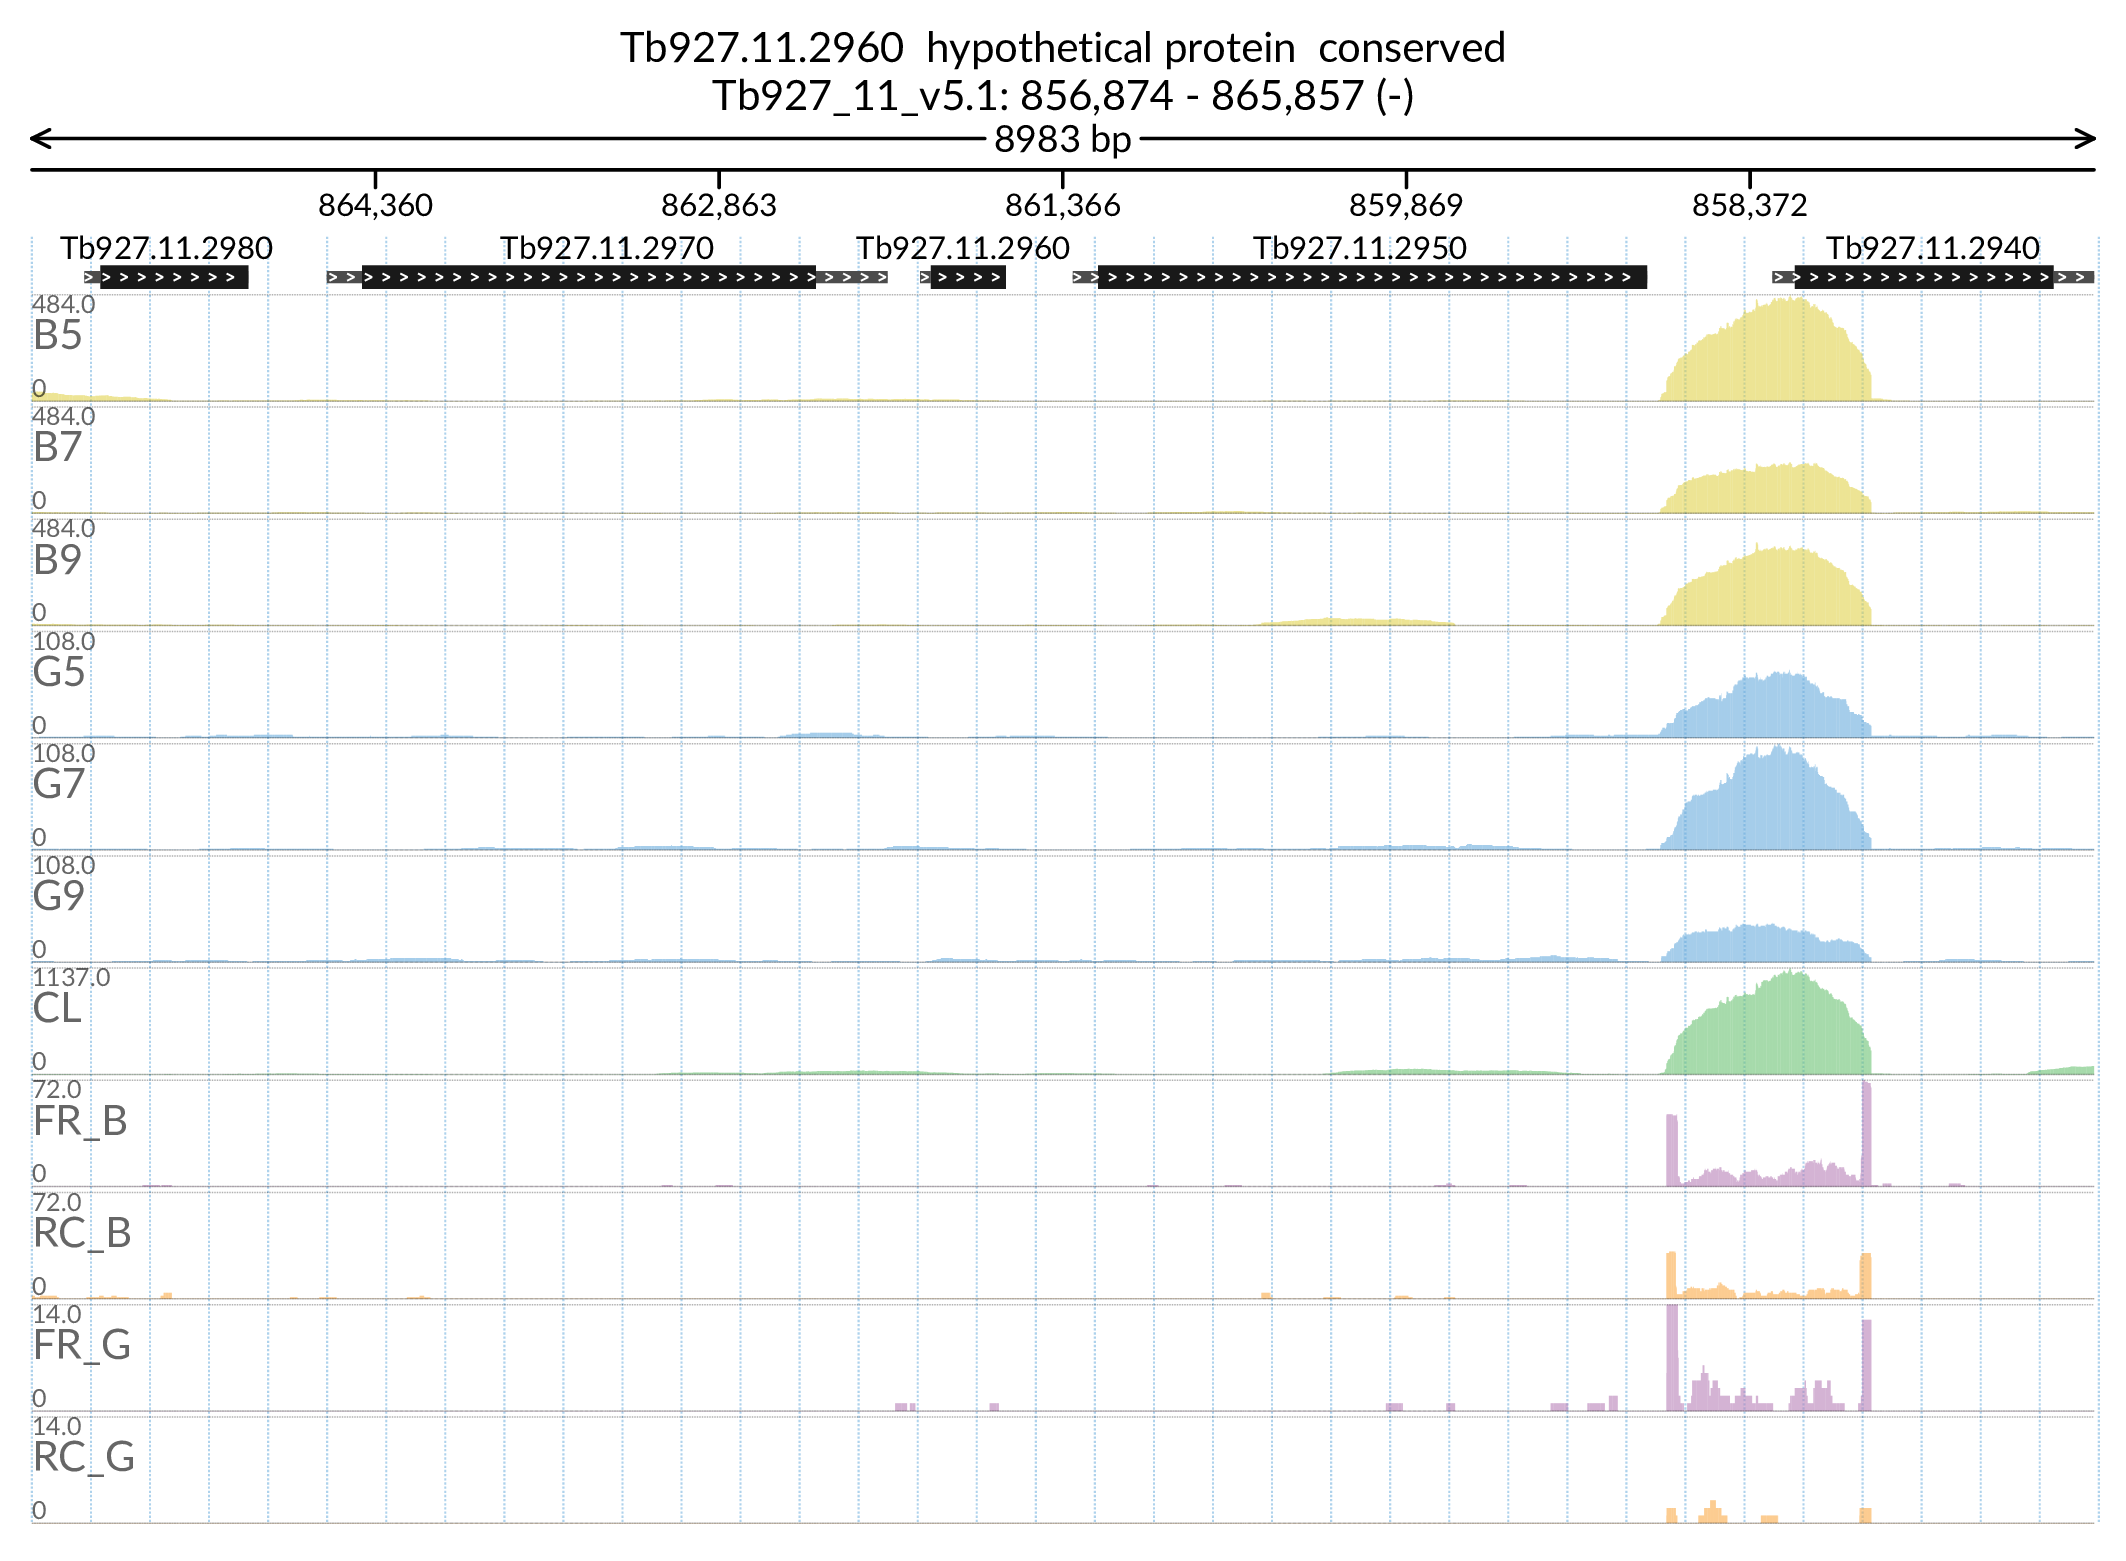 Tb927.11.2960  hypothetical protein  conserved
Tb927_11_v5.1: 856,874 - 865,857 (-)
8983 bp
864,360 862,863 861,366 859,869 858,372
Tb927.11.2980 Tb927.11.2970 Tb927.11.2960 Tb927.11.2950 Tb927.11.2940
484.0
B5
0
484.0
B7
0
484.0
B9
0
108.0
G5
0
108.0
G7
0
108.0
G9
0
1137.0
CL
0
72.0
FR_B
0
72.0
RC_B
0
14.0
FR_G
0
14.0
RC_G
0